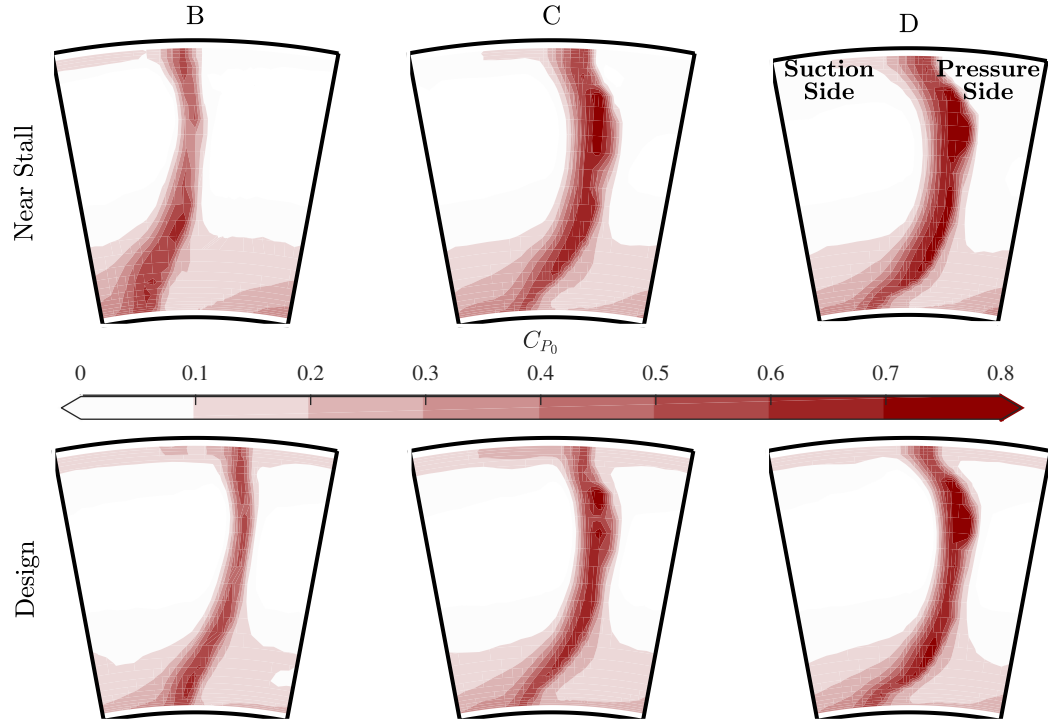 B
C
D
Suction
Side
Pressure
Side
Near Stall
C_{P_0}
0 0.1 0.2 0.3 0.4 0.5 0.6 0.7 0.8
Design